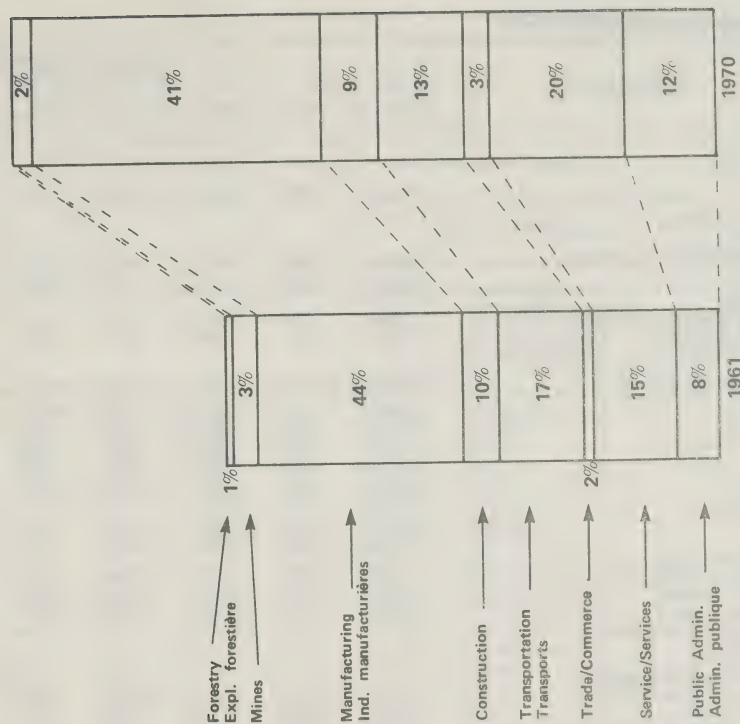 Forestry
Expl. forestière
Mines
Manufacturing
Ind. manufacturières
Construction
Transportation
Transports
Trade/Commerce
Service/Services
Public Admin.
Admin. publique
1%
3%
44%
10%
17%
2%
15%
8%
1961
2%
41%
9%
13%
3%
20%
12%
1970